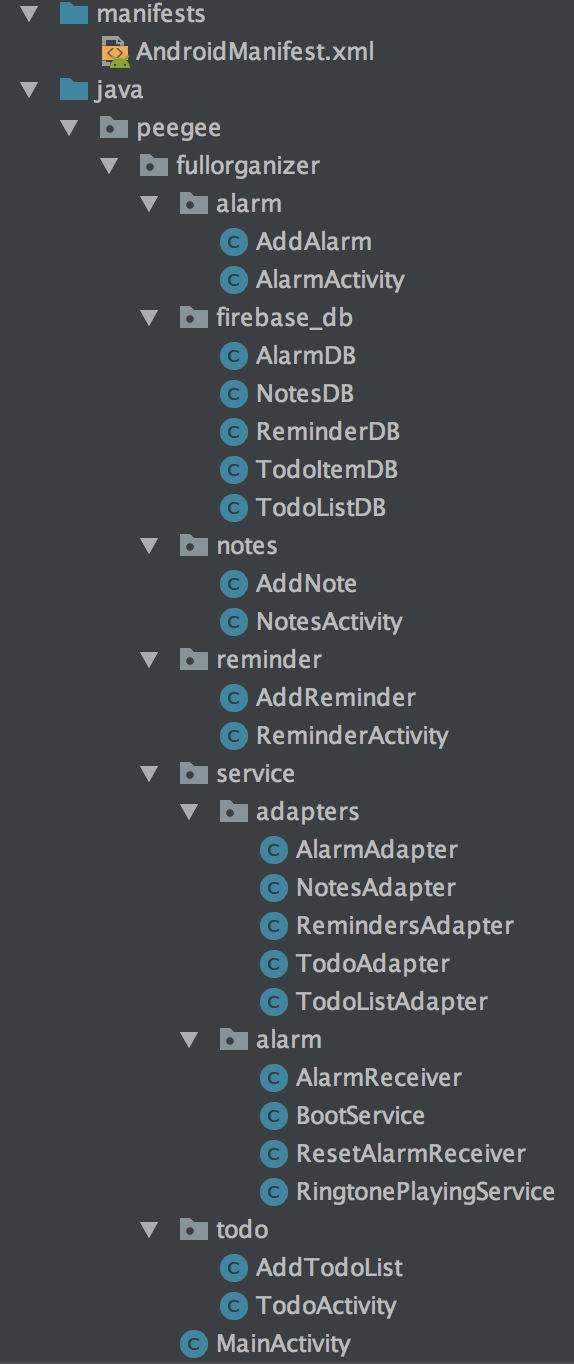 manifests
AndroidManifest.xml
java
peegee
fullorganizer
alarm
C AddAlarm
C AlarmActivity
firebase_db
C AlarmDB
C NotesDB
C ReminderDB
C TodoItemDB
C TodoListDB
notes
C AddNote
C NotesActivity
reminder
C AddReminder
C ReminderActivity
service
adapters
C AlarmAdapter
C NotesAdapter
C RemindersAdapter
C TodoAdapter
C TodoListAdapter
alarm
C AlarmReceiver
C BootService
C ResetAlarmReceiver
C RingtonePlayingService
todo
C AddTodoList
C TodoActivity
C MainActivity